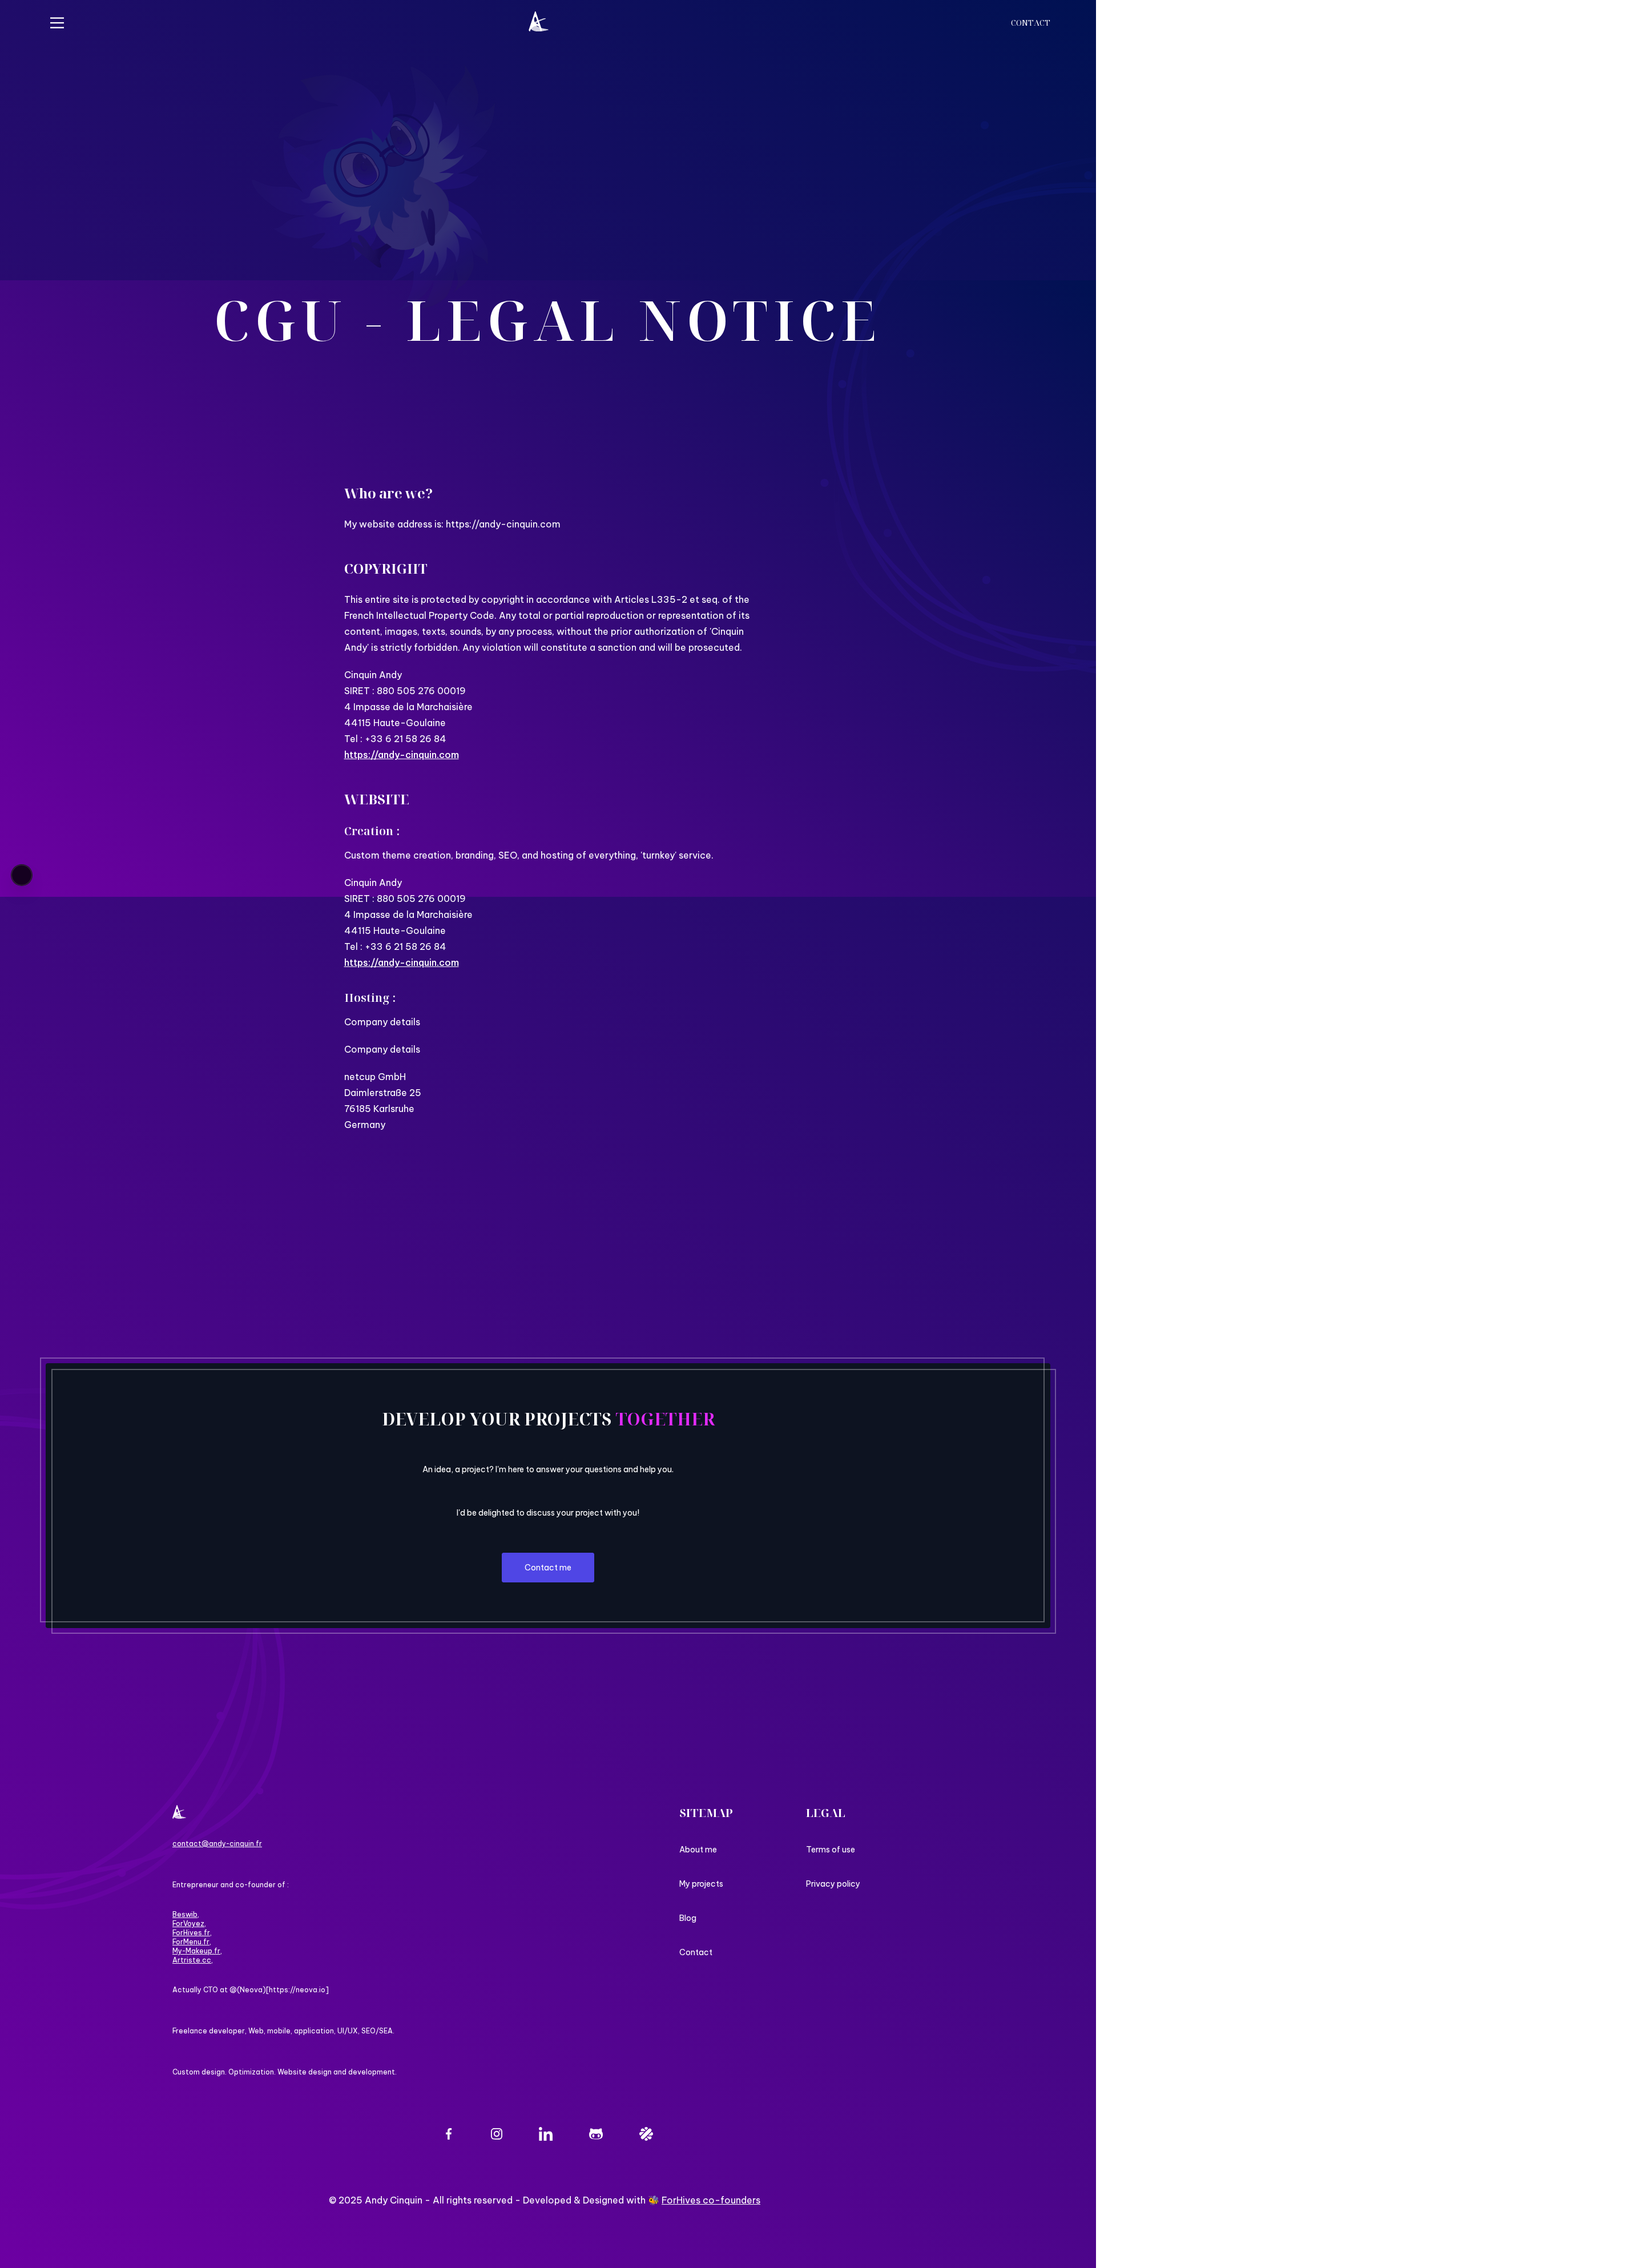 CONTACT
CGU - LEGAL NOTICE
Who are we?
My website address is: https://andy-cinquin.com
COPYRIGHT
This entire site is protected by copyright in accordance with Articles L335-2 et seq. of the
French Intellectual Property Code. Any total or partial reproduction or representation of its
content, images, texts, sounds, by any process, without the prior authorization of 'Cinquin
Andy' is strictly forbidden. Any violation will constitute a sanction and will be prosecuted.
Cinquin Andy
SIRET : 880 505 276 00019
4 Impasse de la Marchaisière
44115 Haute-Goulaine
Tel : +33 6 21 58 26 84
https://andy-cinquin.com
WEBSITE
Creation :
Custom theme creation, branding, SEO, and hosting of everything, 'turnkey' service.
Cinquin Andy
SIRET : 880 505 276 00019
4 Impasse de la Marchaisière
44115 Haute-Goulaine
Tel : +33 6 21 58 26 84
https://andy-cinquin.com
Hosting :
Company details
Company details
netcup GmbH
Daimlerstraße 25
76185 Karlsruhe
Germany
DEVELOP YOUR PROJECTS TOGETHER
An idea, a project? I'm here to answer your questions and help you.
I'd be delighted to discuss your project with you!
Contact me
contact@andy-cinquin.fr
Entrepreneur and co-founder of :
Beswib,
ForVoyez,
ForHives.fr,
ForMenu.fr,
My-Makeup.fr,
Artriste.cc,
Actually CTO at @(Neova)[https://neova.io]
Freelance developer, Web, mobile, application, UI/UX, SEO/SEA.
Custom design. Optimization. Website design and development.
SITEMAP
About me
My projects
Blog
Contact
LEGAL
Terms of use
Privacy policy
© 2025 Andy Cinquin - All rights reserved - Developed & Designed with 🐝 ForHives co-founders